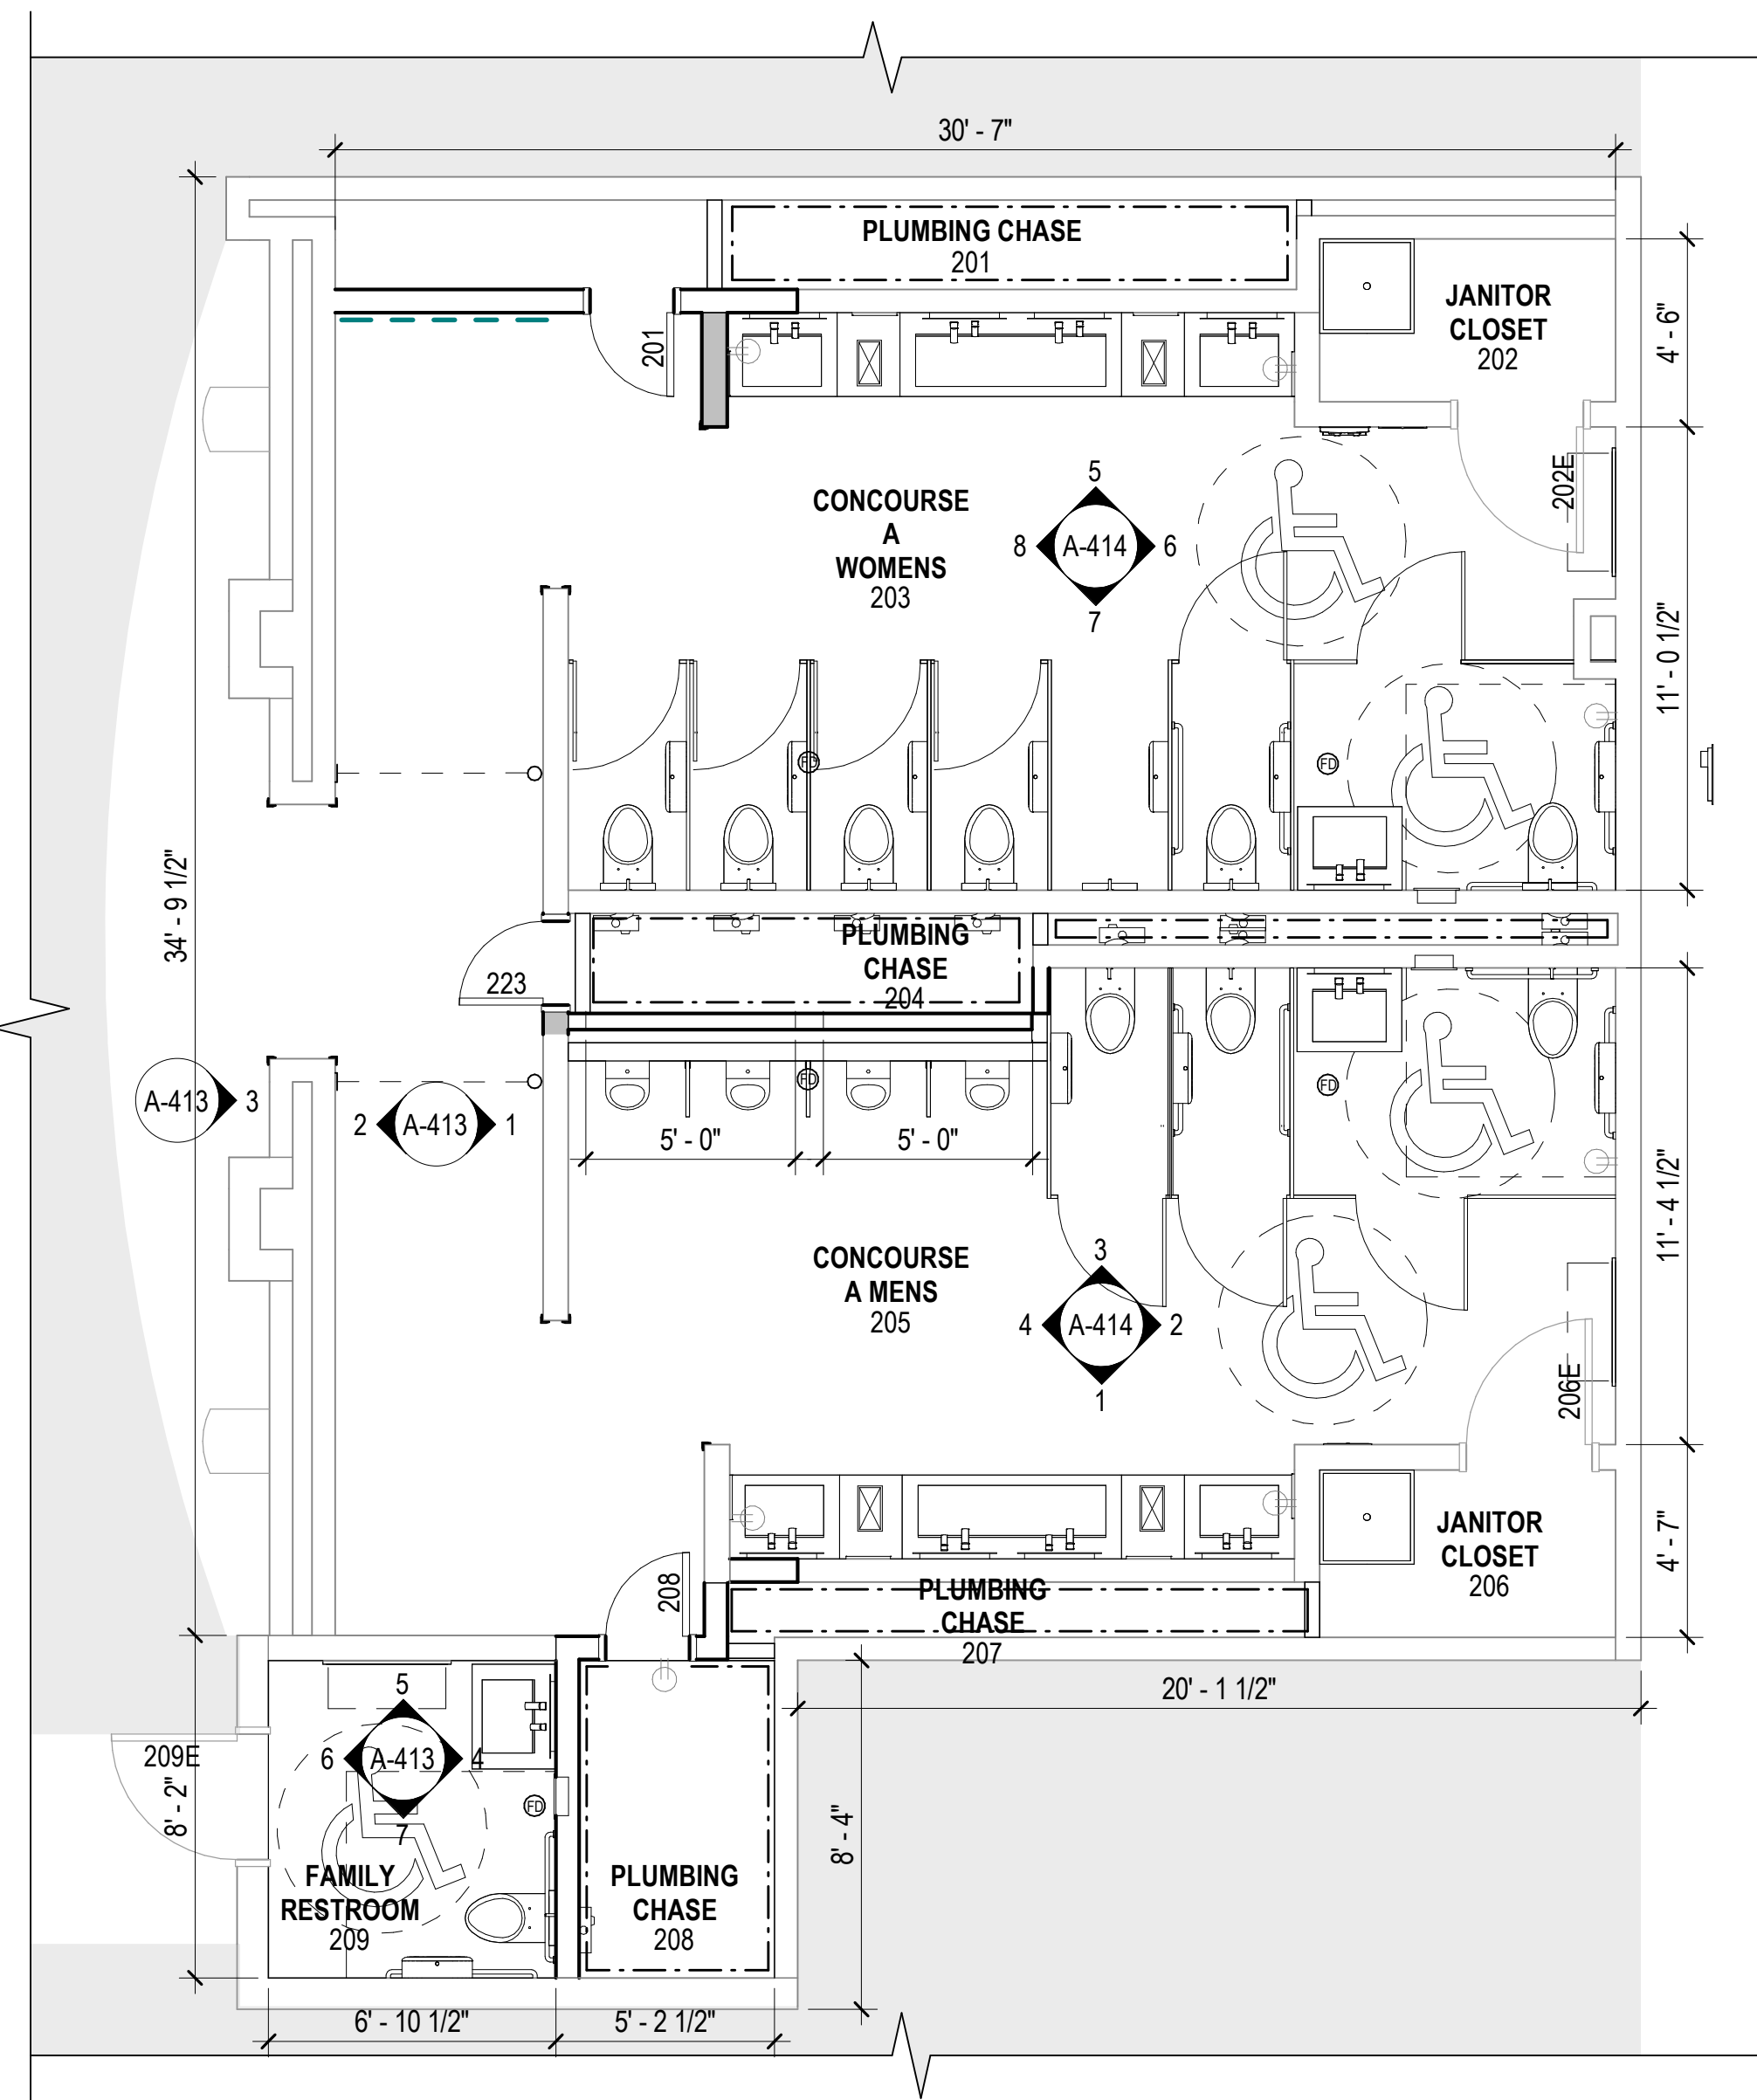 30' - 7"
PLUMBING CHASE
201
JANITOR
CLOSET
202
4' - 6"
201
202E
CONCOURSE
A
WOMENS
203
5
8
A-414
6
7
11' - 0 1/2"
FD
FD
34' - 9 1/2"
PLUMBING
CHASE
204
223
A-413
3
2
A-413
1
FD
FD
5' - 0"
5' - 0"
11' - 4 1/2"
CONCOURSE
A MENS
205
3
4
A-414
2
1
206E
JANITOR
CLOSET
206
4' - 7"
208
PLUMBING
CHASE
207
20' - 1 1/2"
5
6
A-413
4
7
209E
8' - 2"
FD
8' - 4"
FAMILY
RESTROOM
209
PLUMBING
CHASE
208
6' - 10 1/2"
5' - 2 1/2"